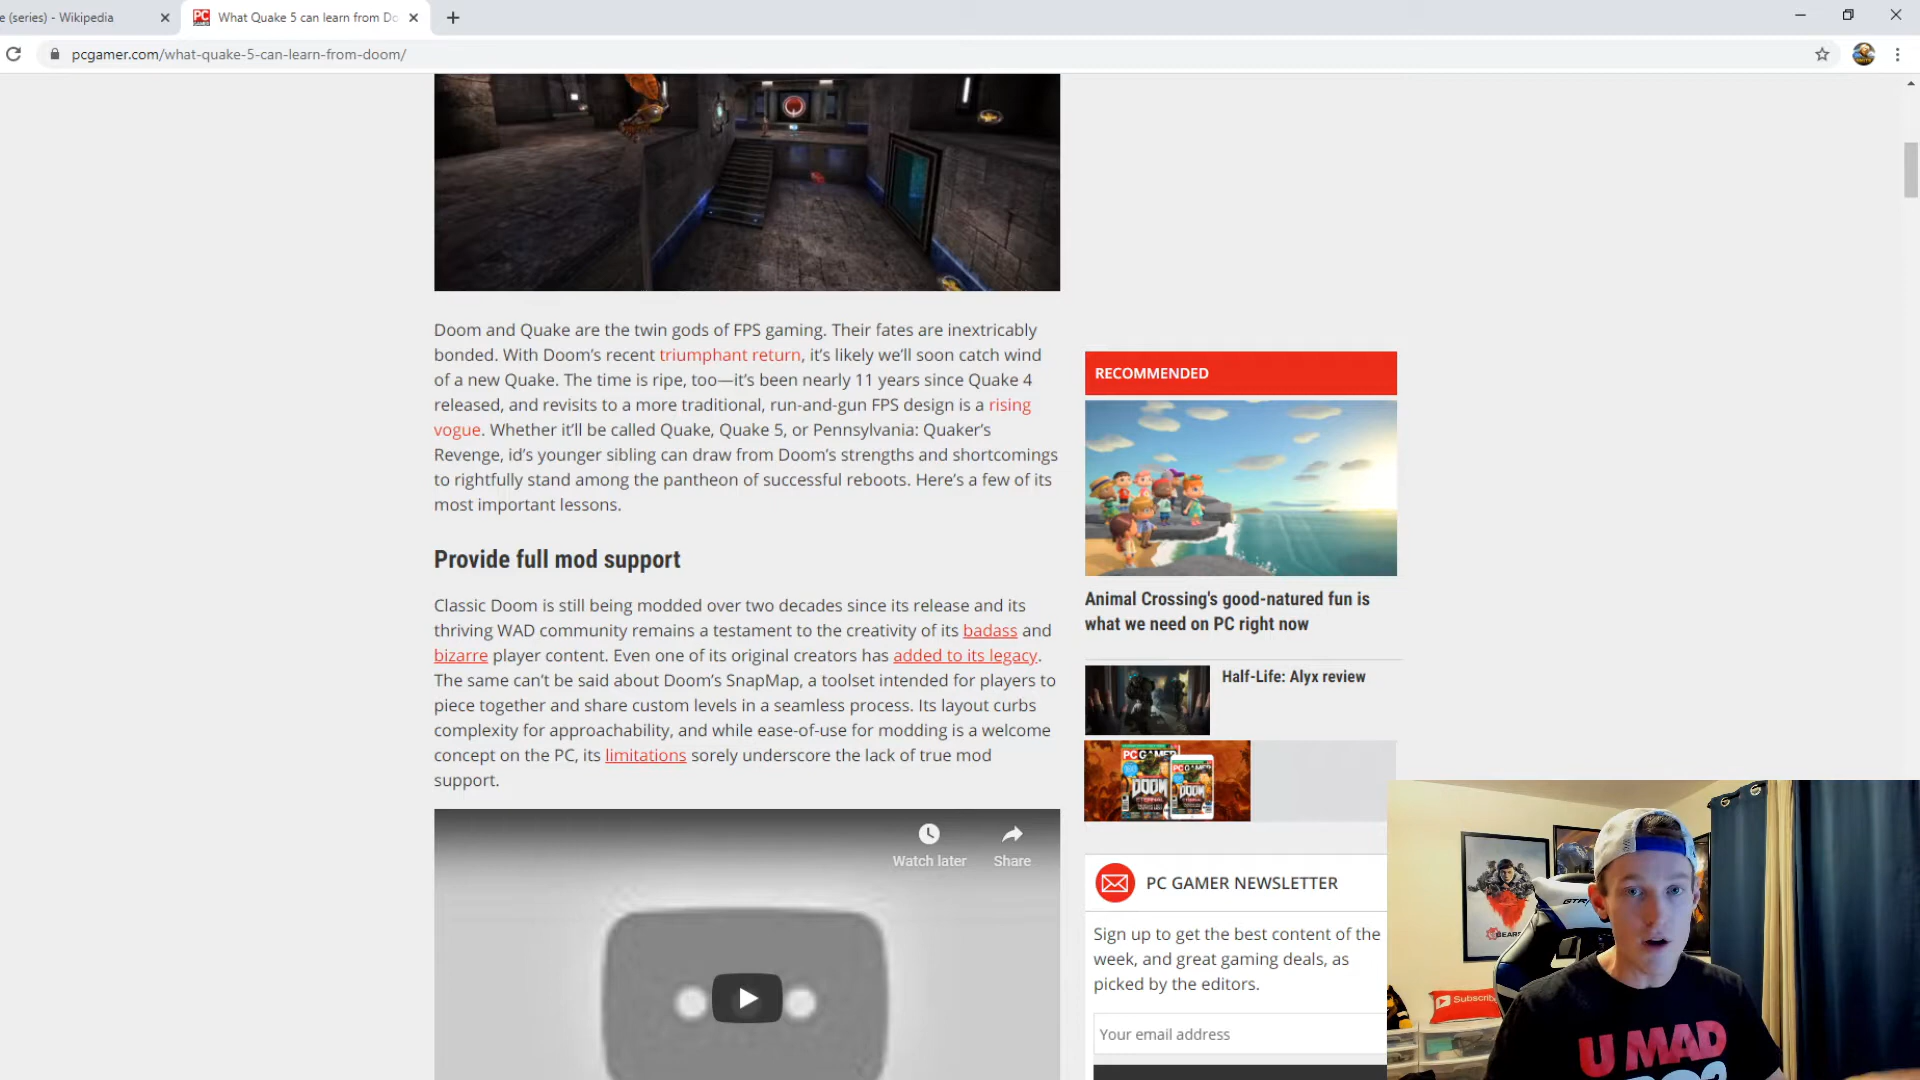 e (series) - Wikipedia
PC GAMER
What Quake 5 can learn from Do
pcgamer.com/what-quake-5-can-learn-from-doom/
Doom and Quake are the twin gods of FPS gaming. Their fates are inextricably
bonded. With Doom's recent triumphant return, it's likely we'll soon catch wind
of a new Quake. The time is ripe, too—it's been nearly 11 years since Quake 4
released, and revisits to a more traditional, run-and-gun FPS design is a rising
vogue. Whether it'll be called Quake, Quake 5, or Pennsylvania: Quaker's
Revenge, id's younger sibling can draw from Doom's strengths and shortcomings
to rightfully stand among the pantheon of successful reboots. Here's a few of its
most important lessons.
Provide full mod support
Classic Doom is still being modded over two decades since its release and its
thriving WAD community remains a testament to the creativity of its badass and
bizarre player content. Even one of its original creators has added to its legacy.
The same can't be said about Doom's SnapMap, a toolset intended for players to
piece together and share custom levels in a seamless process. Its layout curbs
complexity for approachability, and while ease-of-use for modding is a welcome
concept on the PC, its limitations sorely underscore the lack of true mod
support.
Watch later
Share
RECOMMENDED
Animal Crossing's good-natured fun is
what we need on PC right now
Half-Life: Alyx review
PC GAMER
DOOM
DOOM
PC GAMER NEWSLETTER
Sign up to get the best content of the
week, and great gaming deals, as
picked by the editors.
Your email address
GEARS
GTR
Subscribe
U MAD